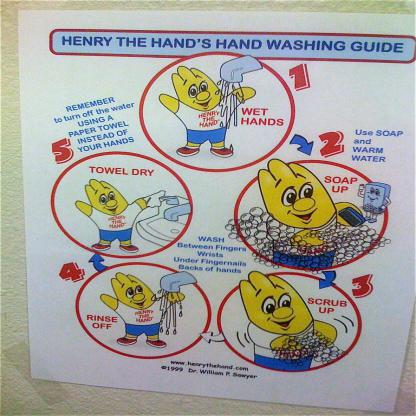 HENRY THE HAND'S HAND WASHING GUIDE
1
WET
HANDS
HENRY
THE
HAND
2
Use SOAP
and
WARM
WATER
SOAP
UP
3
SCRUB
UP
WASH
Between Fingers
Wrists
Under Fingernails
Backs of hands
4
RINSE
OFF
HENRY
THE
HAND
5
REMEMBER
to turn off the water
USING A
PAPER TOWEL
INSTEAD OF
YOUR HANDS
TOWEL DRY
HENRY
THE
HAND
www.henrythehand.com
©1999 Dr. William P. Sawyer